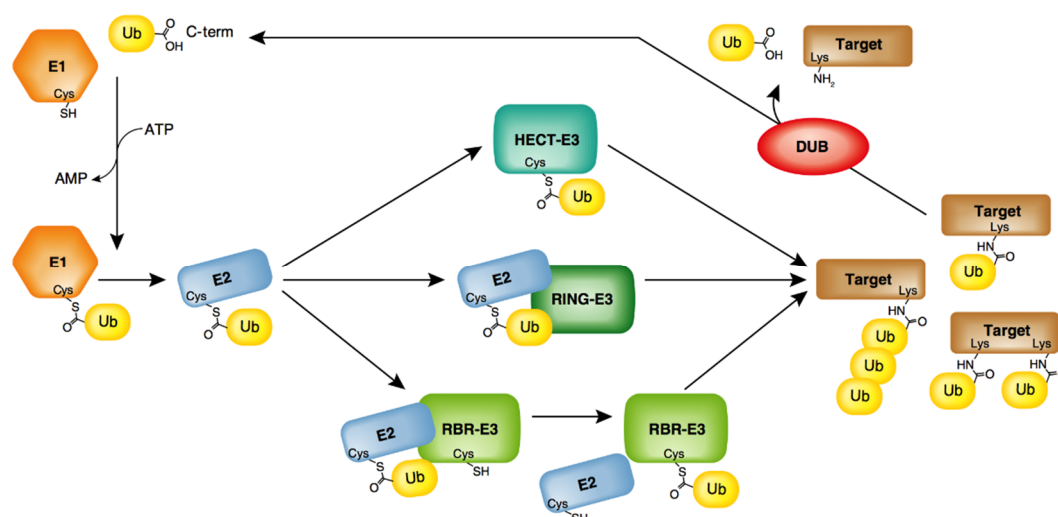 Ub
O
OH
C-term
E1
Cys
SH
ATP
AMP
E1
Cys
S
O
Ub
E2
Cys
S
O
Ub
HECT-E3
Cys
S
O
Ub
E2
Cys
S
O
Ub
RING-E3
E2
Cys
S
O
Ub
RBR-E3
Cys
SH
RBR-E3
Cys
S
O
Ub
E2
Cys
SH
Ub
O
OH
Target
Lys
NH2
DUB
Target
Lys
HN
O
Ub
Target
Lys
HN
O
Ub
Ub
Ub
Target
Lys
Lys
HN
O
Ub
HN
Ub